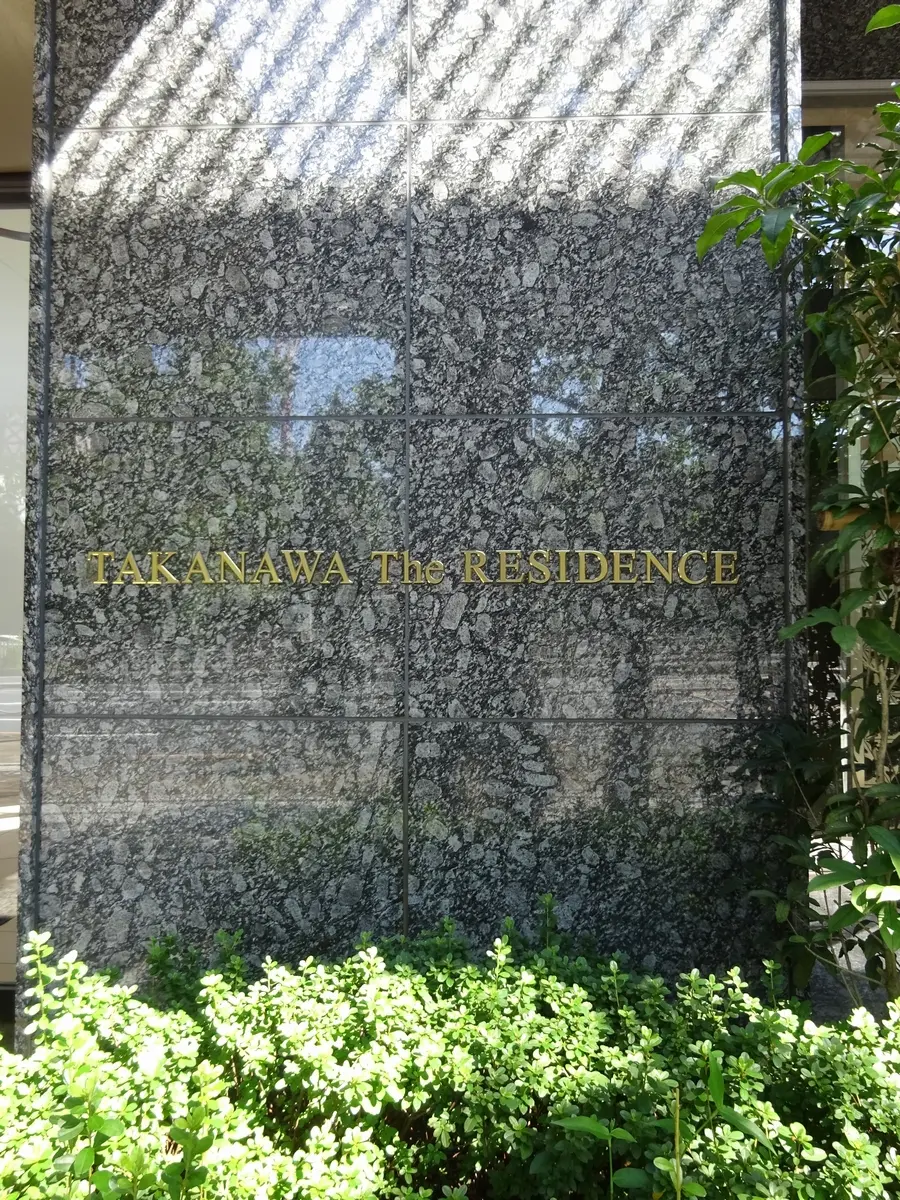 TAKANAWA The RESIDENCE